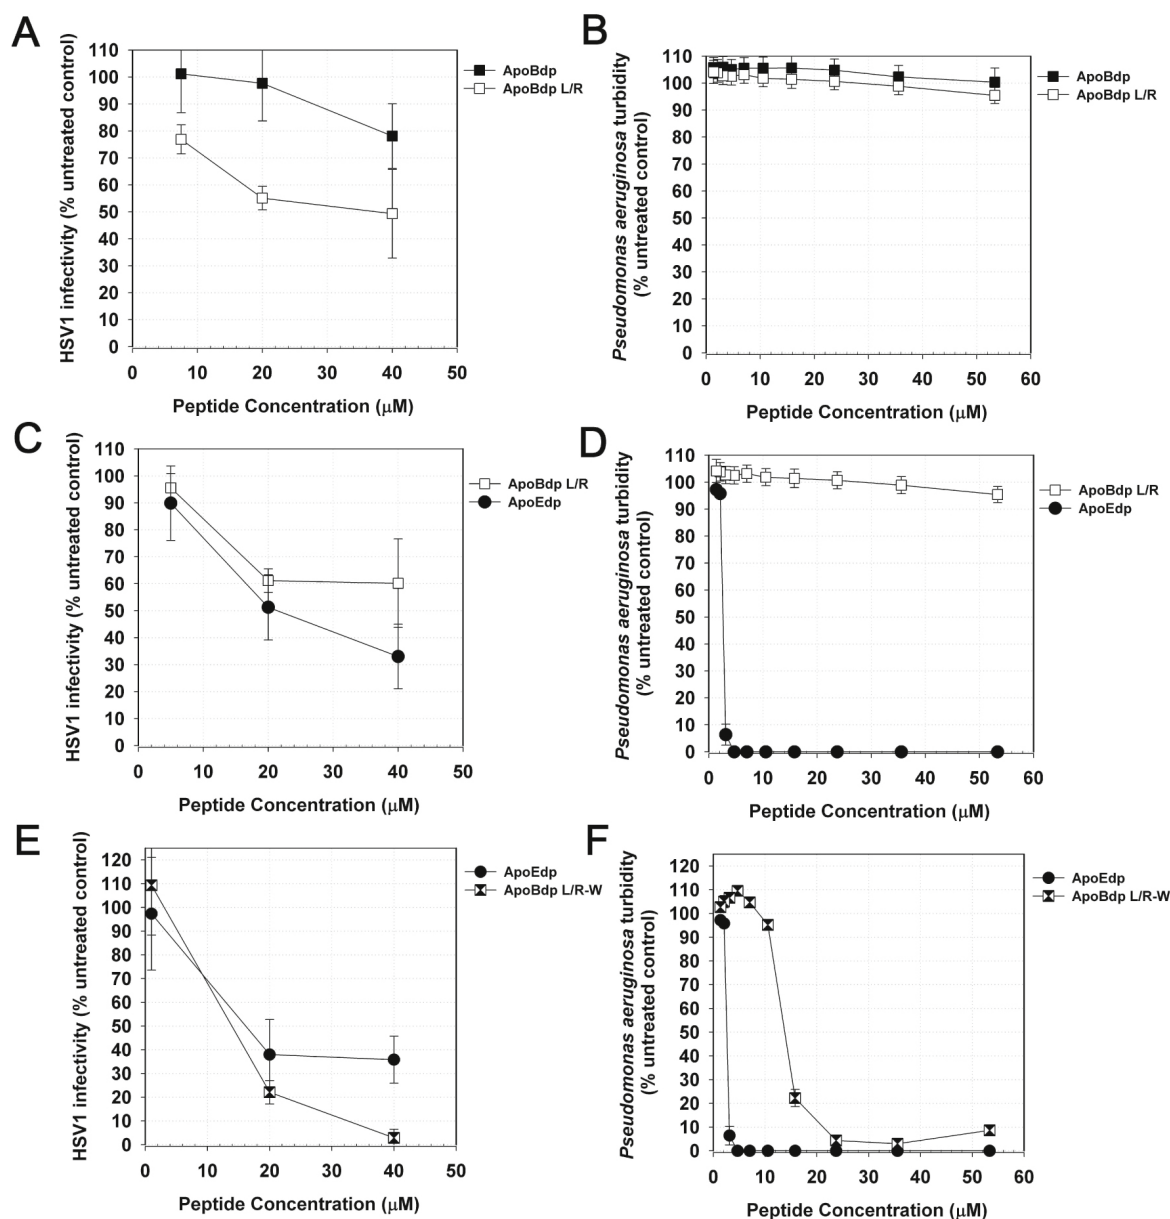 A
HSV1 infectivity (% untreated control)
110
100
90
80
70
60
50
40
30
20
10
0
0 10 20 30 40 50
Peptide Concentration (μM)
ApoBdp
ApoBdp L/R
B
Pseudomonas aeruginosa turbidity
(% untreated control)
110
100
90
80
70
60
50
40
30
20
10
0
0 10 20 30 40 50 60
Peptide Concentration (μM)
ApoBdp
ApoBdp L/R
C
HSV1 infectivity (% untreated control)
110
100
90
80
70
60
50
40
30
20
10
0
0 10 20 30 40 50
Peptide Concentration (μM)
ApoBdp L/R
ApoEdp
D
Pseudomonas aeruginosa turbidity
(% untreated control)
110
100
90
80
70
60
50
40
30
20
10
0
0 10 20 30 40 50 60
Peptide Concentration (μM)
ApoBdp L/R
ApoEdp
E
HSV1 infectivity (% untreated control)
120
110
100
90
80
70
60
50
40
30
20
10
0
0 10 20 30 40 50
Peptide Concentration (μM)
ApoEdp
ApoBdp L/R-W
F
Pseudomonas aeruginosa turbidity
(% untreated control)
120
110
100
90
80
70
60
50
40
30
20
10
0
0 10 20 30 40 50 60
Peptide Concentration (μM)
ApoEdp
ApoBdp L/R-W